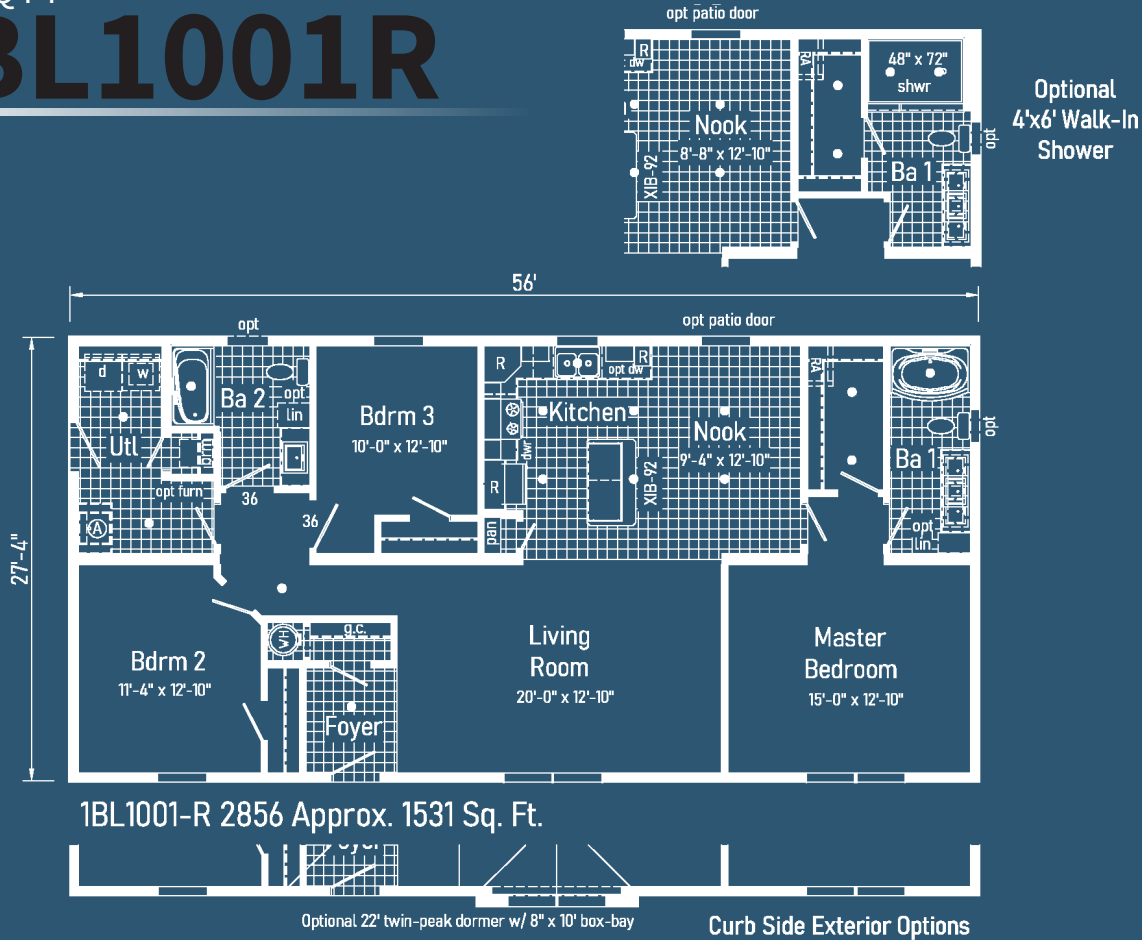 BL1001R
opt patio door
R
dw
Nook
8'-8" x 12'-10"
XIB-92
RA
48" x 72"
shwr
Ba 1
opt
Optional
4'x6' Walk-In
Shower
56'
27'-4"
opt
opt patio door
d
w
Utl
opt furn
A
Ba 2
opt
lin
36
36
Bdrm 3
10'-0" x 12'-10"
R
R
opt dw
Kitchen
dwr
R
pan
XIB-92
Nook
9'-4" x 12'-10"
RA
Ba 1
opt
opt
lin
Bdrm 2
11'-4" x 12'-10"
WH
g.c.
Foyer
Living
Room
20'-0" x 12'-10"
Master
Bedroom
15'-0" x 12'-10"
1BL1001-R 2856 Approx. 1531 Sq. Ft.
Optional 22' twin-peak dormer w/ 8" x 10' box-bay
Curb Side Exterior Options